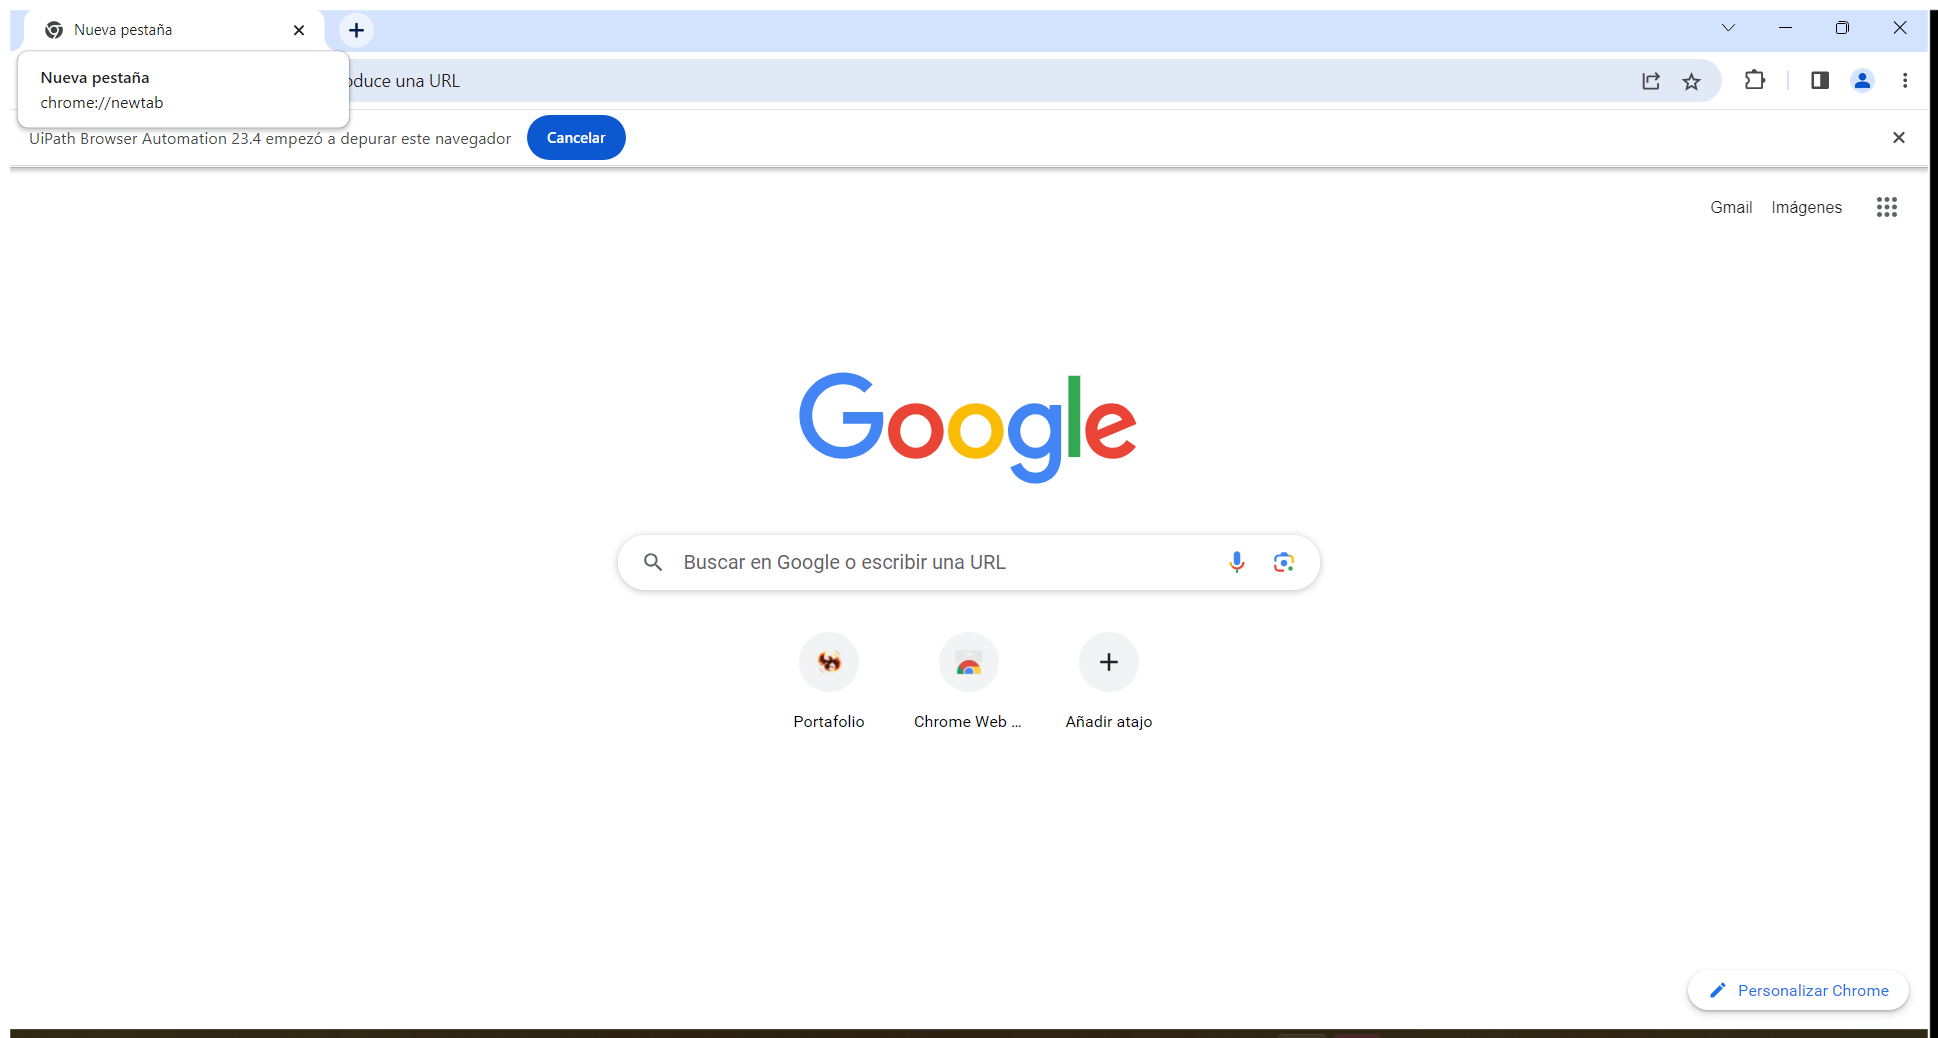 Nueva pestaña
Nueva pestaña
chrome://newtab
oduce una URL
UiPath Browser Automation 23.4 empezó a depurar este navegador
Cancelar
Gmail
Imágenes
Google
Buscar en Google o escribir una URL
Portafolio
Chrome Web ...
Añadir atajo
Personalizar Chrome